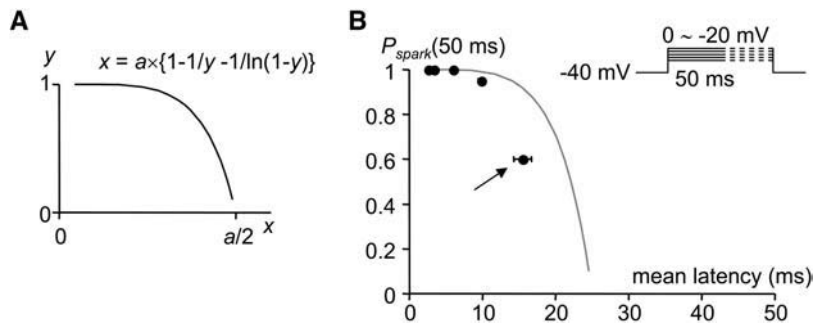 A
y
x = a×{1-1/y -1/ln(1-y)}
1
0
0
a/2
x
B
P_spark(50 ms)
0 ~ -20 mV
-40 mV
50 ms
1
0.8
0.6
0.4
0.2
0
mean latency (ms)
0 10 20 30 40 50